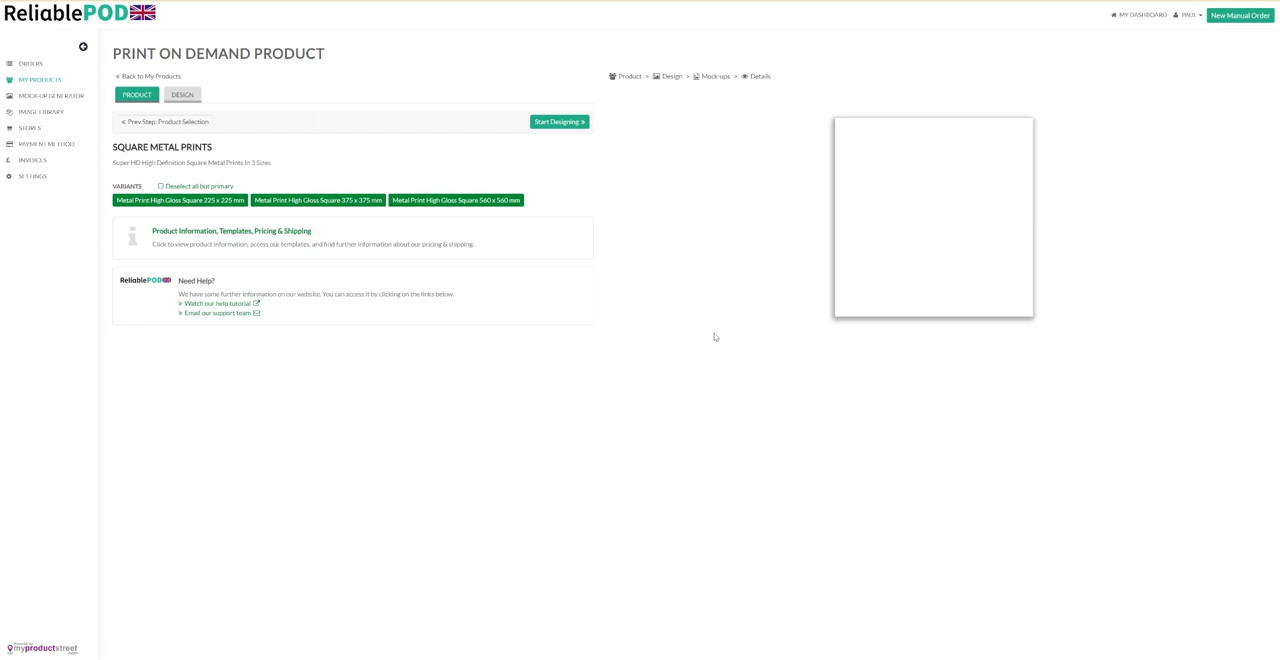 ReliablePOD
MY DASHBOARD PAUL New Manual Order
ORDERS
MY PRODUCTS
MOCK-UP GENERATOR
IMAGE LIBRARY
STORES
PAYMENT METHOD
£ INVOICES
SETTINGS
PRINT ON DEMAND PRODUCT
« Back to My Products
Product > Design > Mock-ups > Details
PRODUCT DESIGN
« Prev Step: Product Selection Start Designing »
SQUARE METAL PRINTS
Super HD High Definition Square Metal Prints In 3 Sizes
VARIANTS Deselect all but primary
Metal Print High Gloss Square 225 x 225 mm Metal Print High Gloss Square 375 x 375 mm Metal Print High Gloss Square 560 x 560 mm
Product Information, Templates, Pricing & Shipping
Click to view product information, access our templates, and find further information about our pricing & shipping.
ReliablePOD Need Help?
We have some further information on our website. You can access it by clicking on the links below.
» Watch our help tutorial
» Email our support team
Powered by
myproductstreet
.com